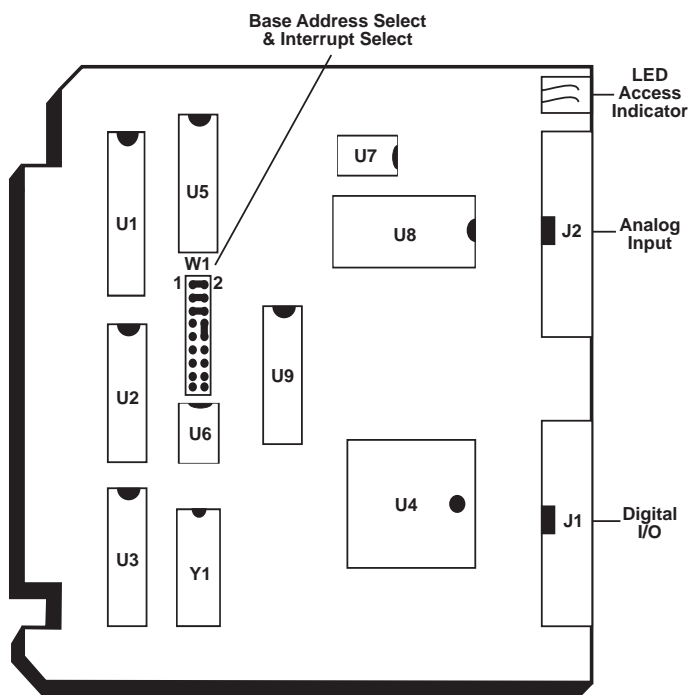 Base Address Select
& Interrupt Select
LED
Access
Indicator
U7
U5
U1
U8
J2
Analog
Input
W1
1 2
U9
U2
U6
U4
J1
Digital
I/O
U3
Y1